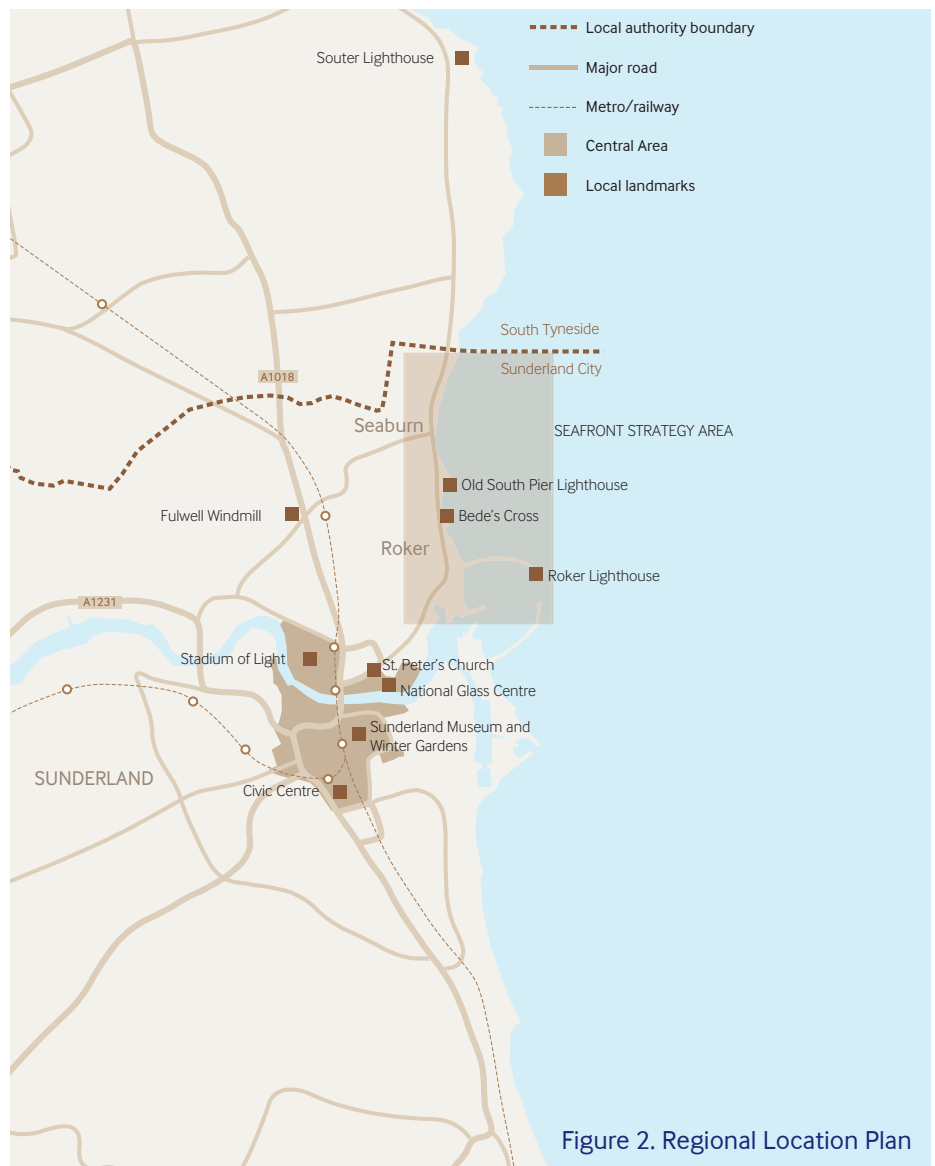 Local authority boundary
Souter Lighthouse
Major road
Metro/railway
Central Area
Local landmarks
South Tyneside
Sunderland City
A1018
Seaburn
SEAFRONT STRATEGY AREA
Old South Pier Lighthouse
Fulwell Windmill
Bede's Cross
Roker
Roker Lighthouse
A1231
Stadium of Light
St. Peter's Church
National Glass Centre
Sunderland Museum and
Winter Gardens
SUNDERLAND
Civic Centre
Figure 2. Regional Location Plan